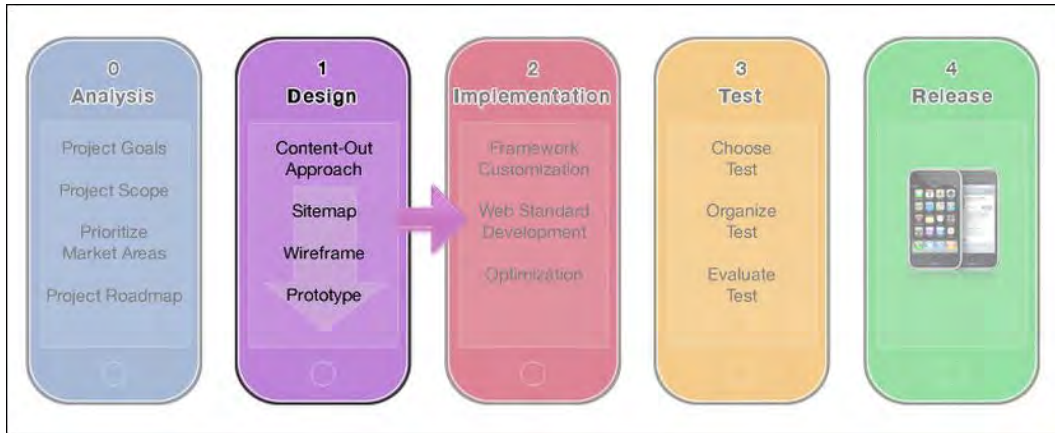 0
Analysis
Project Goals
Project Scope
Prioritize
Market Areas
Project Roadmap
1
Design
Content-Out
Approach
Sitemap
Wireframe
Prototype
2
Implementation
Framework
Customization
Web Standard
Development
Optimization
3
Test
Choose
Test
Organize
Test
Evaluate
Test
4
Release